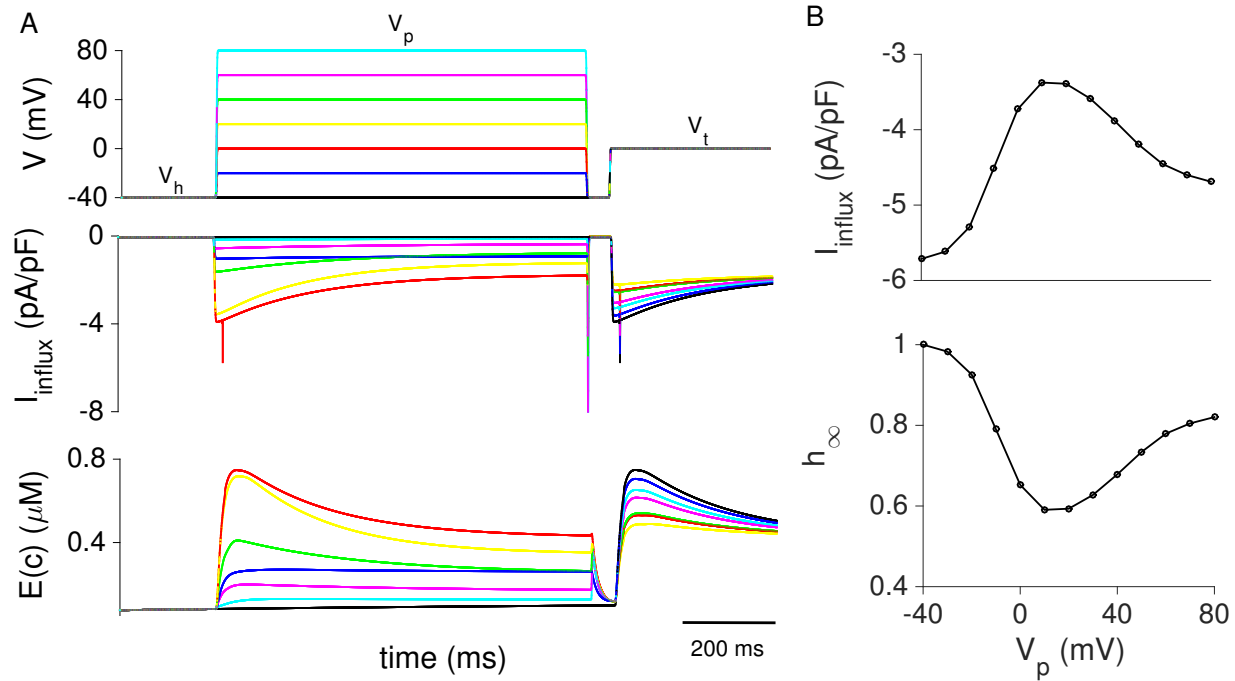 A
V_p
80
40
0
-40
V (mV)
V_h
V_t
0
-4
-8
I_influx (pA/pF)
0.8
0.4
E(c) (μM)
time (ms)
200 ms
B
-3
-4
-5
-6
I_influx (pA/pF)
1
0.8
0.6
0.4
h_∞
-40 0 40 80
V_p (mV)